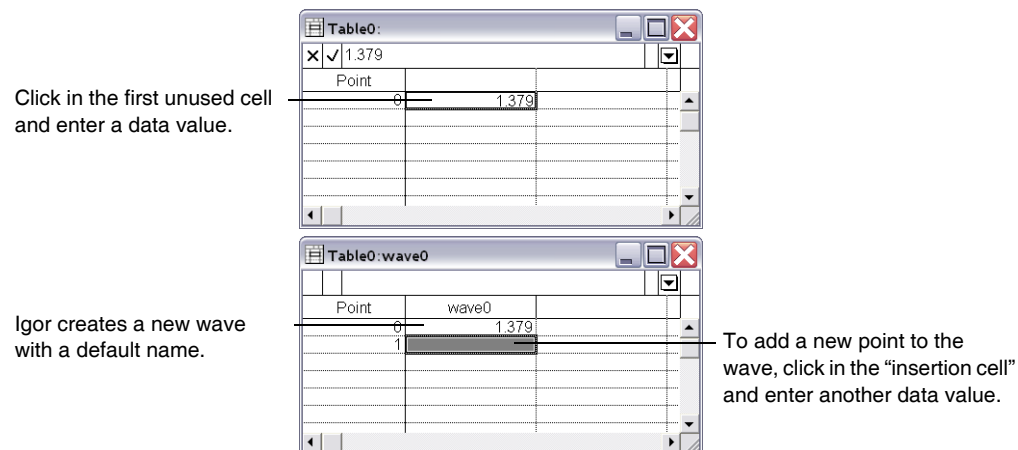 Table0:
1.379
Point
Click in the first unused cell
and enter a data value.
0 1.379
Table0:wave0
Point wave0
Igor creates a new wave
with a default name.
0 1.379
1
To add a new point to the
wave, click in the “insertion cell”
and enter another data value.